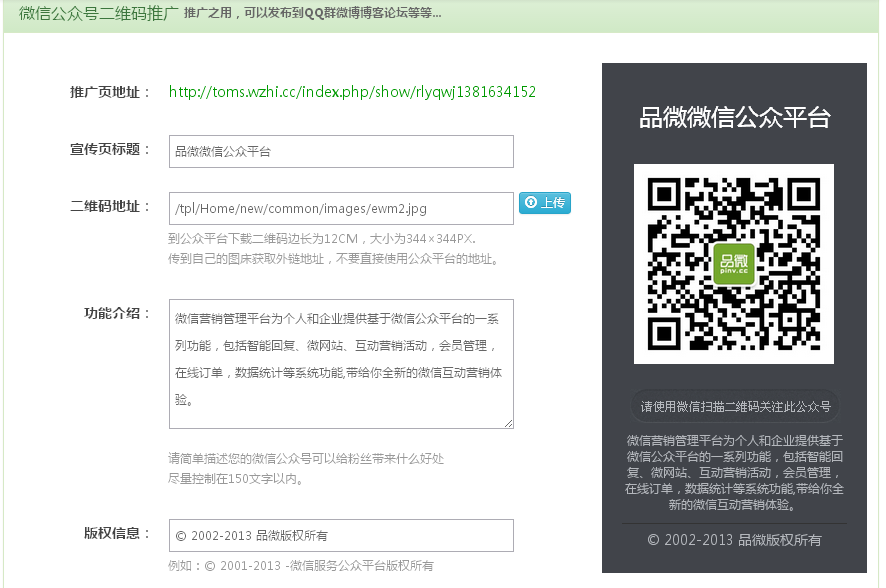 微信公众号二维码推广 推广之用，可以发布到QQ群微博博客论坛等等...
推广页地址：
http://toms.wzhi.cc/index.php/show/rlyqwj1381634152
宣传页标题：
品微微信公众平台
二维码地址：
/tpl/Home/new/common/images/ewm2.jpg
上传
到公众平台下载二维码边长为12CM，大小为344×344PX.
传到自己的图床获取外链地址，不要直接使用公众平台的地址。
功能介绍：
微信营销管理平台为个人和企业提供基于微信公众平台的一系
列功能，包括智能回复、微网站、互动营销活动，会员管理，
在线订单，数据统计等系统功能,带给你全新的微信互动营销体
验。
请简单描述您的微信公众号可以给粉丝带来什么好处
尽量控制在150文字以内。
版权信息：
© 2002-2013 品微版权所有
例如：© 2001-2013 -微信服务公众平台版权所有
品微微信公众平台
品微
pinv.cc
请使用微信扫描二维码关注此公众号
微信营销管理平台为个人和企业提供基于
微信公众平台的一系列功能，包括智能回
复、微网站、互动营销活动，会员管理，
在线订单，数据统计等系统功能,带给你全
新的微信互动营销体验。
© 2002-2013 品微版权所有